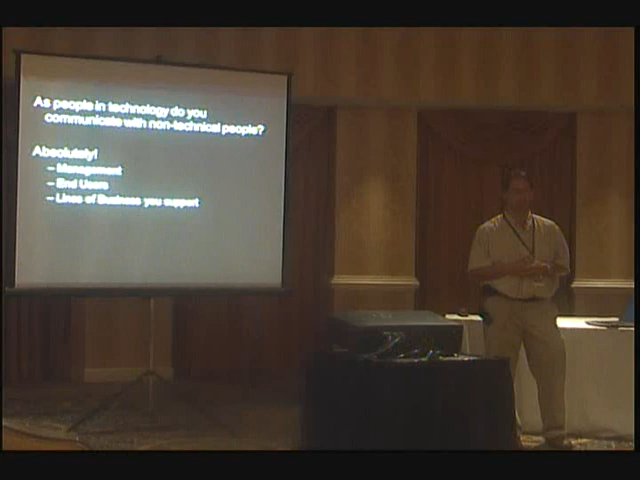 As people in technology do you
communicate with non-technical people?
Absolutely!
– Management
– End Users
– Lines of Business you support